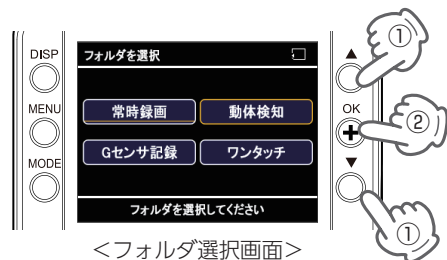 DISP
MENU
MODE
フォルダを選択
常時録画
動体検知
Gセンサ記録
ワンタッチ
フォルダを選択してください
▲
①
OK
②
▼
①
<フォルダ選択画面>